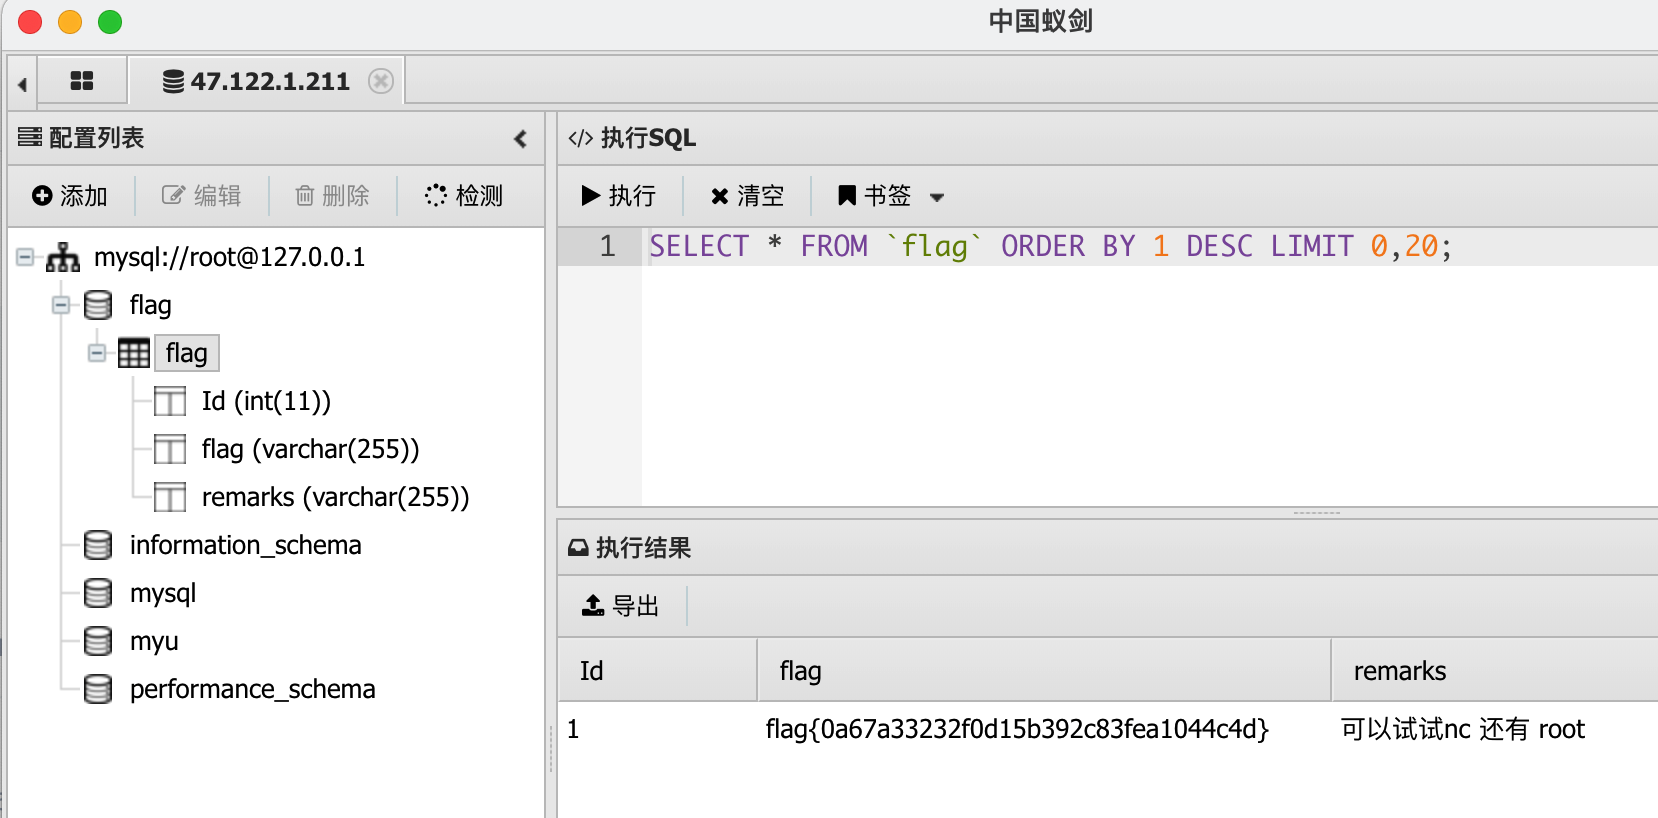 中国蚁剑
47.122.1.211
配置列表
添加 编辑 删除 检测
mysql://root@127.0.0.1
flag
flag
Id (int(11))
flag (varchar(255))
remarks (varchar(255))
information_schema
mysql
myu
performance_schema
</> 执行SQL
执行 清空 书签
1 SELECT * FROM `flag` ORDER BY 1 DESC LIMIT 0,20;
执行结果
导出
Id flag remarks
1 flag{0a67a33232f0d15b392c83fea1044c4d} 可以试试nc 还有 root